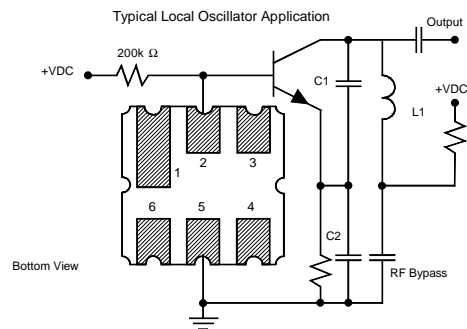 Typical Local Oscillator Application
Output
200k Ω
+VDC
C1
+VDC
L1
2
3
1
6
5
4
C2
Bottom View
RF Bypass